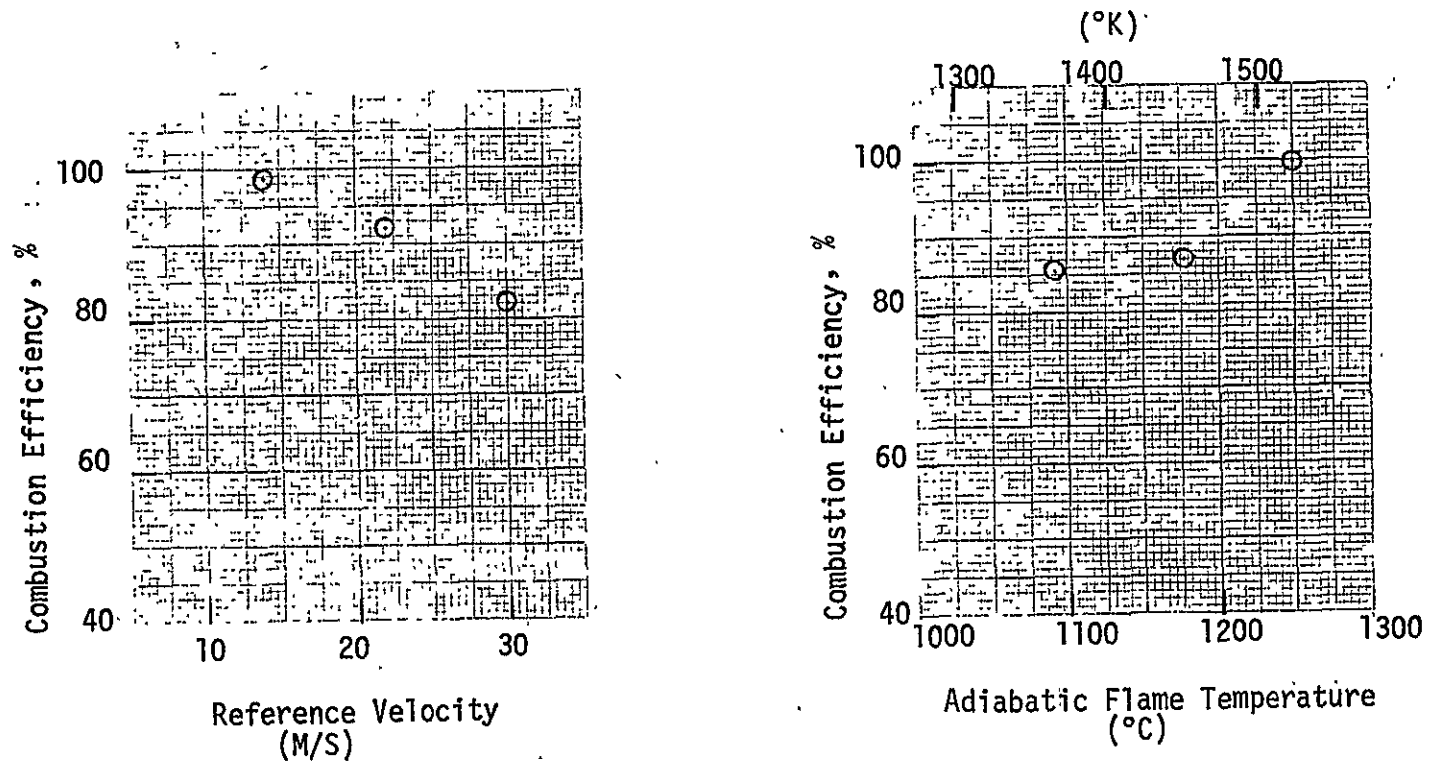 100
80
60
40
10 20 30
Combustion Efficiency, %
Reference Velocity
(M/S)
(°K)
1300 1400 1500
100
80
60
40
1000 1100 1200 1300
Combustion Efficiency, %
Adiabatic Flame Temperature
(°C)